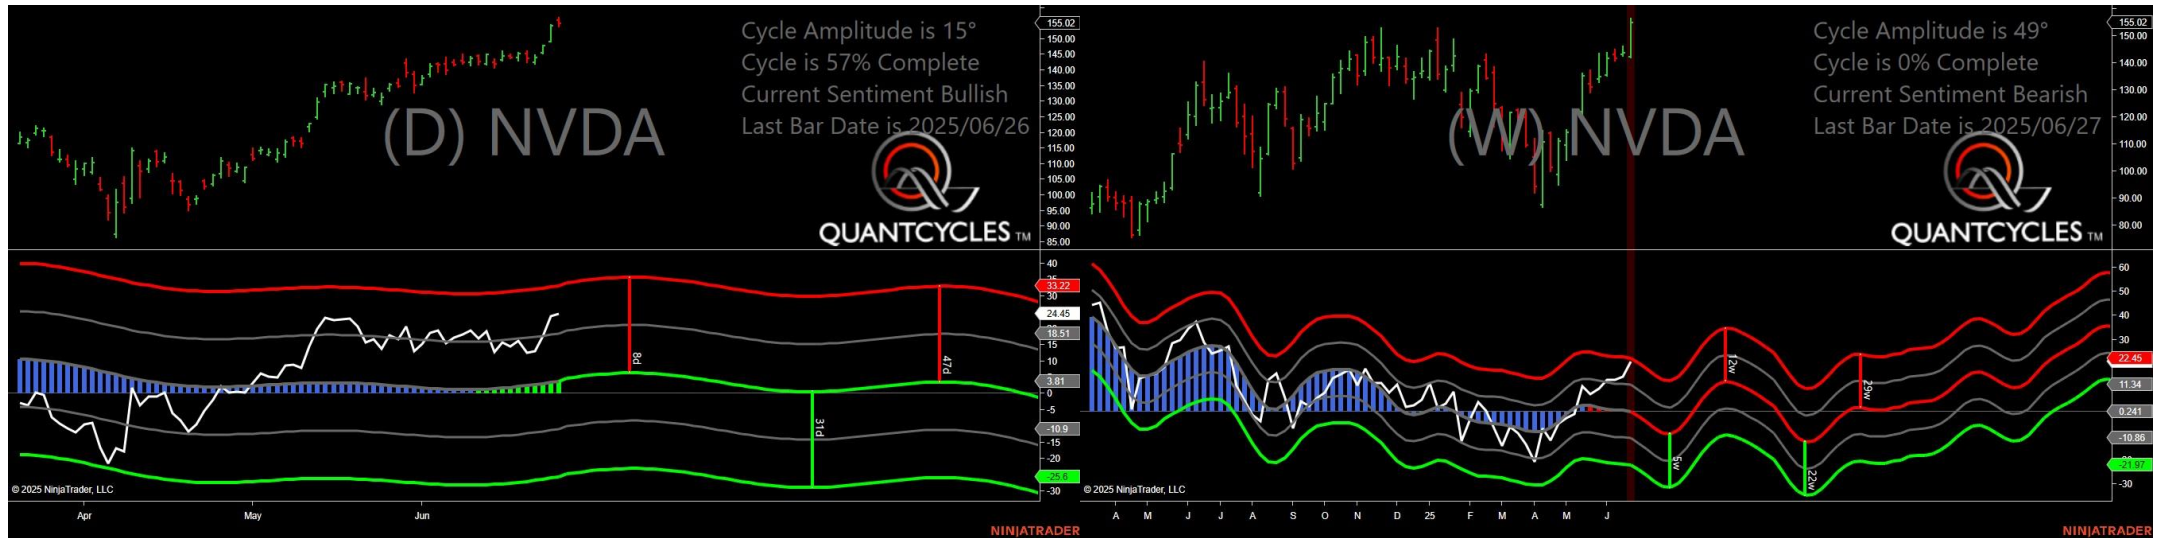 Cycle Amplitude is 15°
Cycle is 57% Complete
Current Sentiment Bullish
Last Bar Date is 2025/06/26
(D) NVDA
QUANTCYCLES TM
155.02
150.00
145.00
140.00
135.00
130.00
125.00
120.00
115.00
110.00
105.00
100.00
95.00
90.00
85.00
40
33.22
30
24.45
18.51
15
10
3.81
0
-5
-10.9
-15
-20
-25.6
-30
8d
31d
47d
© 2025 NinjaTrader, LLC
Apr May Jun
NINJATRADER
Cycle Amplitude is 49°
Cycle is 0% Complete
Current Sentiment Bearish
Last Bar Date is 2025/06/27
(W) NVDA
QUANTCYCLES TM
155.02
150.00
140.00
130.00
120.00
110.00
100.00
90.00
80.00
60
50
40
30
22.45
11.34
0.241
-10.86
-21.97
-30
12w
29w
5w
22w
© 2025 NinjaTrader, LLC
A M J J A S O N D 25 F M A M J
NINJATRADER